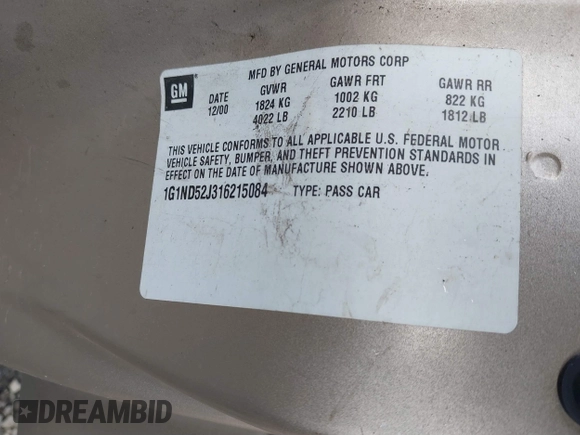 MFD BY GENERAL MOTORS CORP
GM
DATE GVWR GAWR FRT GAWR RR
12/00 1824 KG 1002 KG 822 KG
4022 LB 2210 LB 1812 LB
THIS VEHICLE CONFORMS TO ALL APPLICABLE U.S. FEDERAL MOTOR
VEHICLE SAFETY, BUMPER, AND THEFT PREVENTION STANDARDS IN
EFFECT ON THE DATE OF MANUFACTURE SHOWN ABOVE.
1G1ND52J316215084 TYPE: PASS CAR
DREAMBID